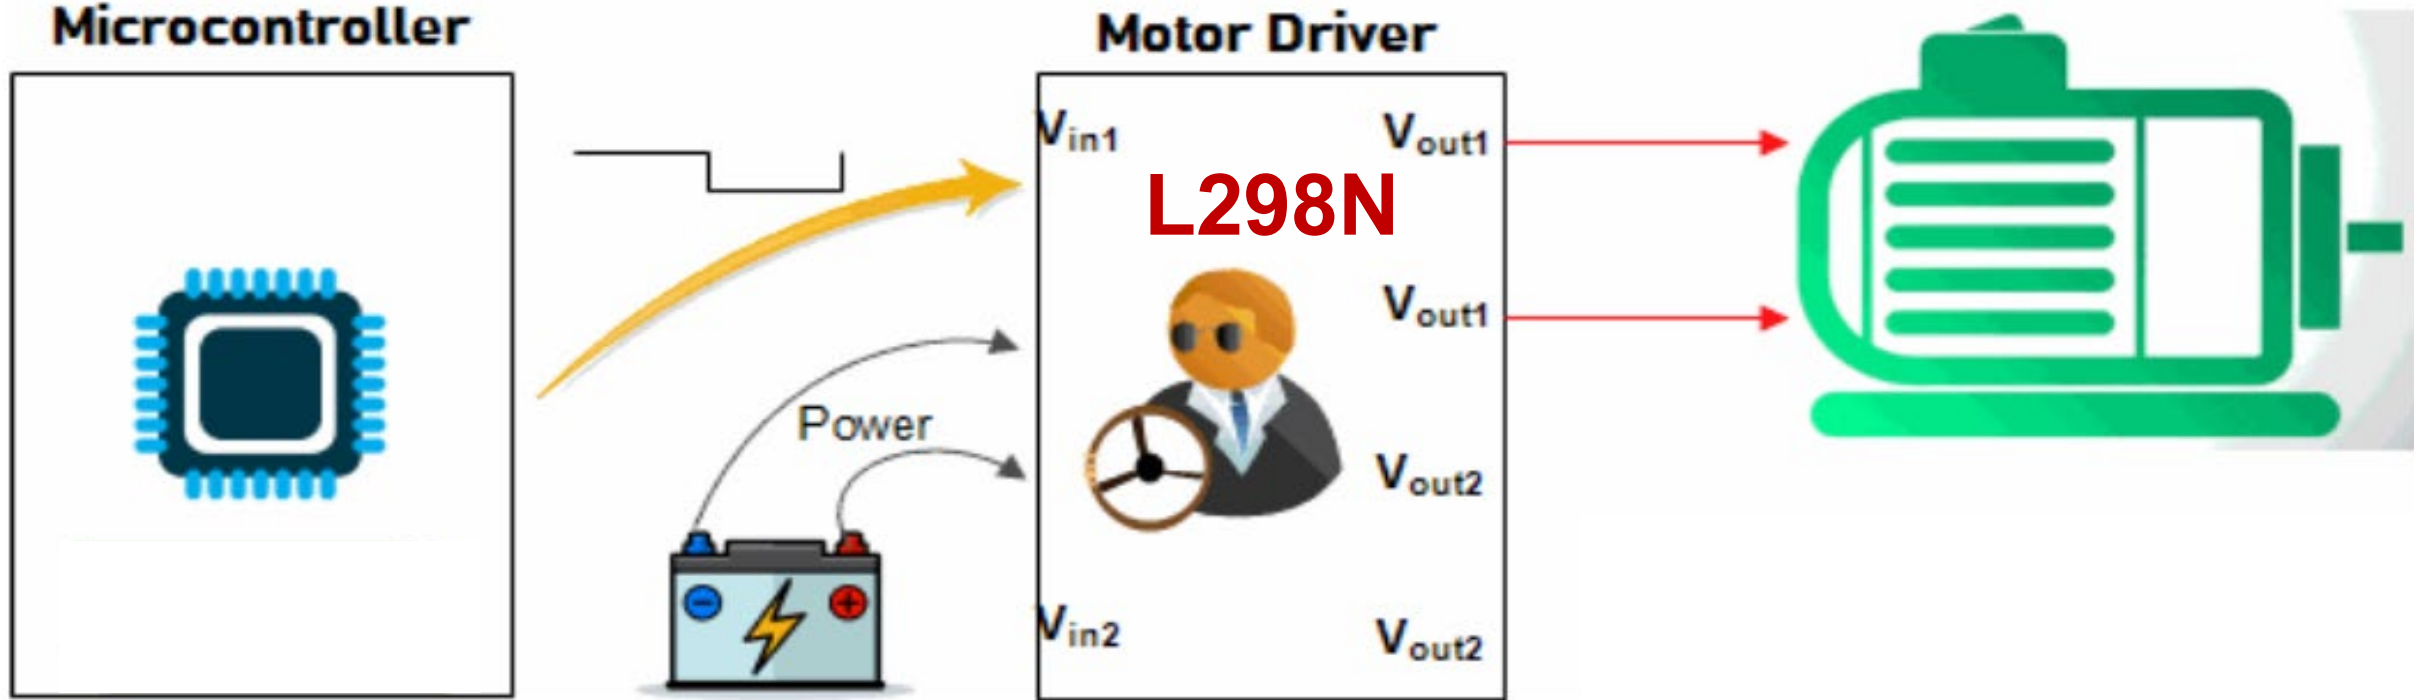 Microcontroller
Motor Driver
Vin1
Vout1
L298N
Vout1
Power
Vout2
Vin2
Vout2